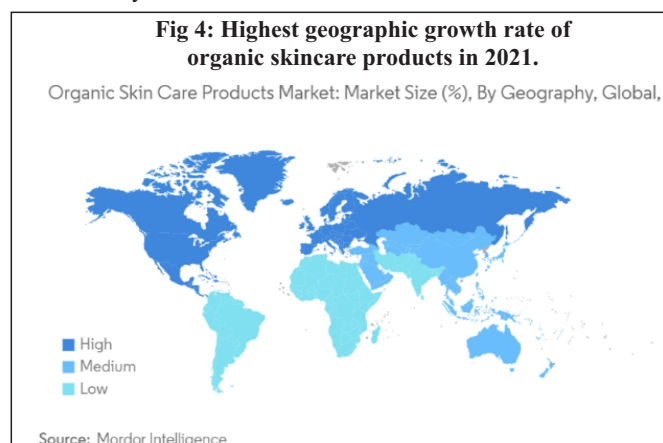 Fig 4: Highest geographic growth rate of
organic skincare products in 2021.
Organic Skin Care Products Market: Market Size (%), By Geography, Global,
High
Medium
Low
Source: Mordor Intelligence